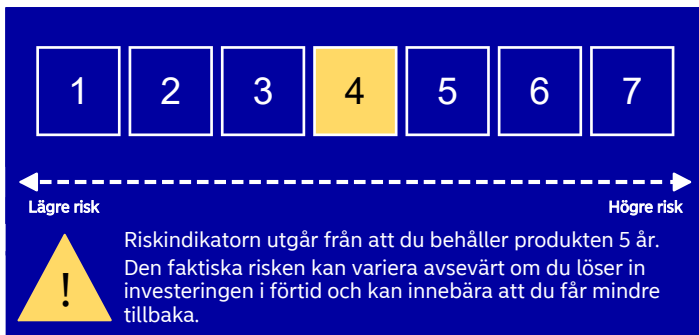 1 2 3 4 5 6 7
Lägre risk Högre risk
Riskindikatorn utgår från att du behåller produkten 5 år.
! Den faktiska risken kan variera avsevärt om du löser in
investeringen i förtid och kan innebära att du får mindre
tillbaka.